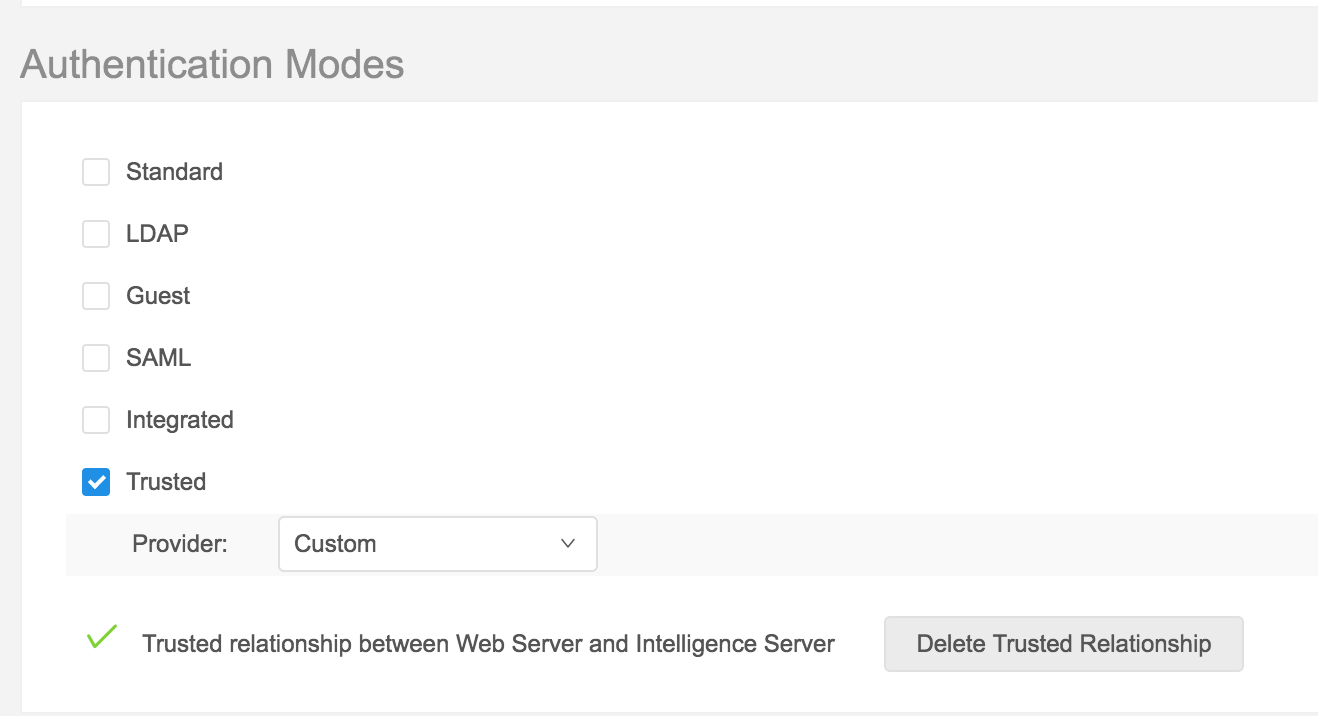 Authentication Modes
Standard
LDAP
Guest
SAML
Integrated
Trusted
Provider: Custom
Trusted relationship between Web Server and Intelligence Server Delete Trusted Relationship